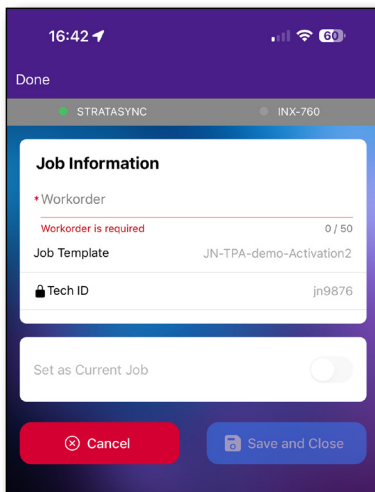 16:42
60
Done
STRATASYNC INX-760
Job Information
* Workorder
Workorder is required 0 / 50
Job Template JN-TPA-demo-Activation2
Tech ID jn9876
Set as Current Job
Cancel Save and Close